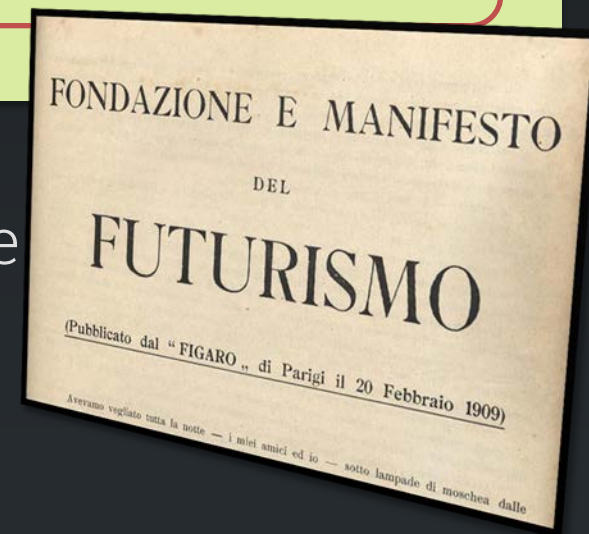 e
FONDAZIONE E MANIFESTO
DEL
FUTURISMO
(Pubblicato dal “ FIGARO „ di Parigi il 20 Febbraio 1909)
Avevamo vegliato tutta la notte — i miei amici ed io — sotto lampade di moschea dalle